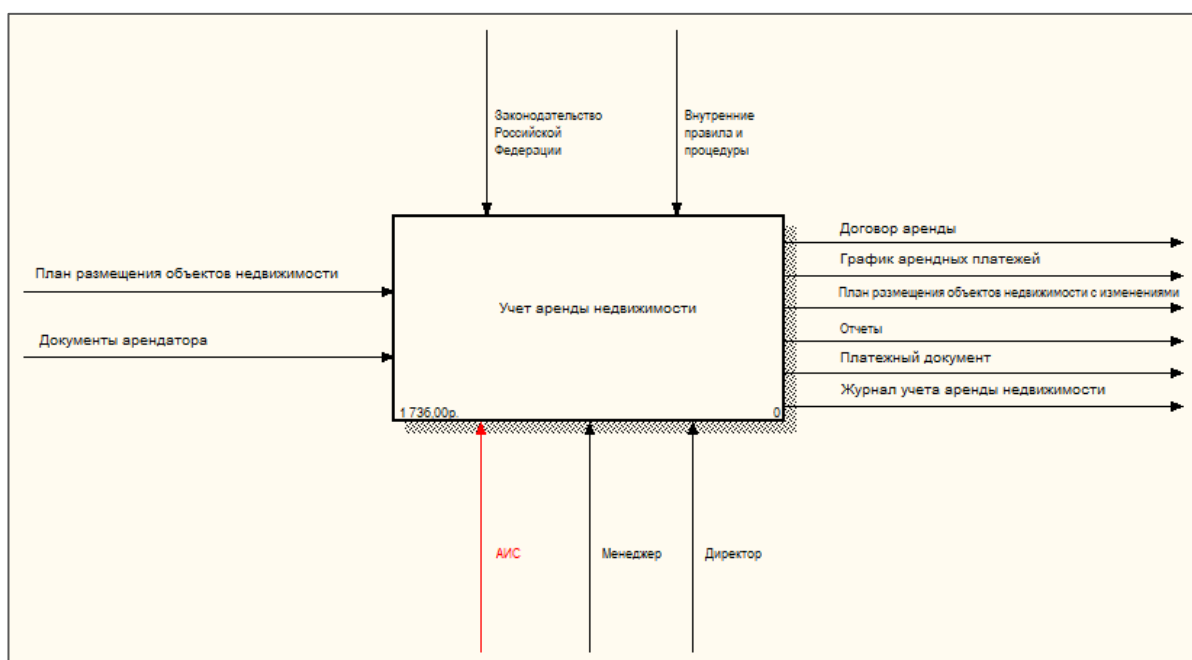 Законодательство
Российской
Федерации
Внутренние
правила и
процедуры
План размещения объектов недвижимости
Документы арендатора
Учет аренды недвижимости
1 736,00р.
0
Договор аренды
График арендных платежей
План размещения объектов недвижимости с изменениями
Отчеты
Платежный документ
Журнал учета аренды недвижимости
АИС
Менеджер
Директор